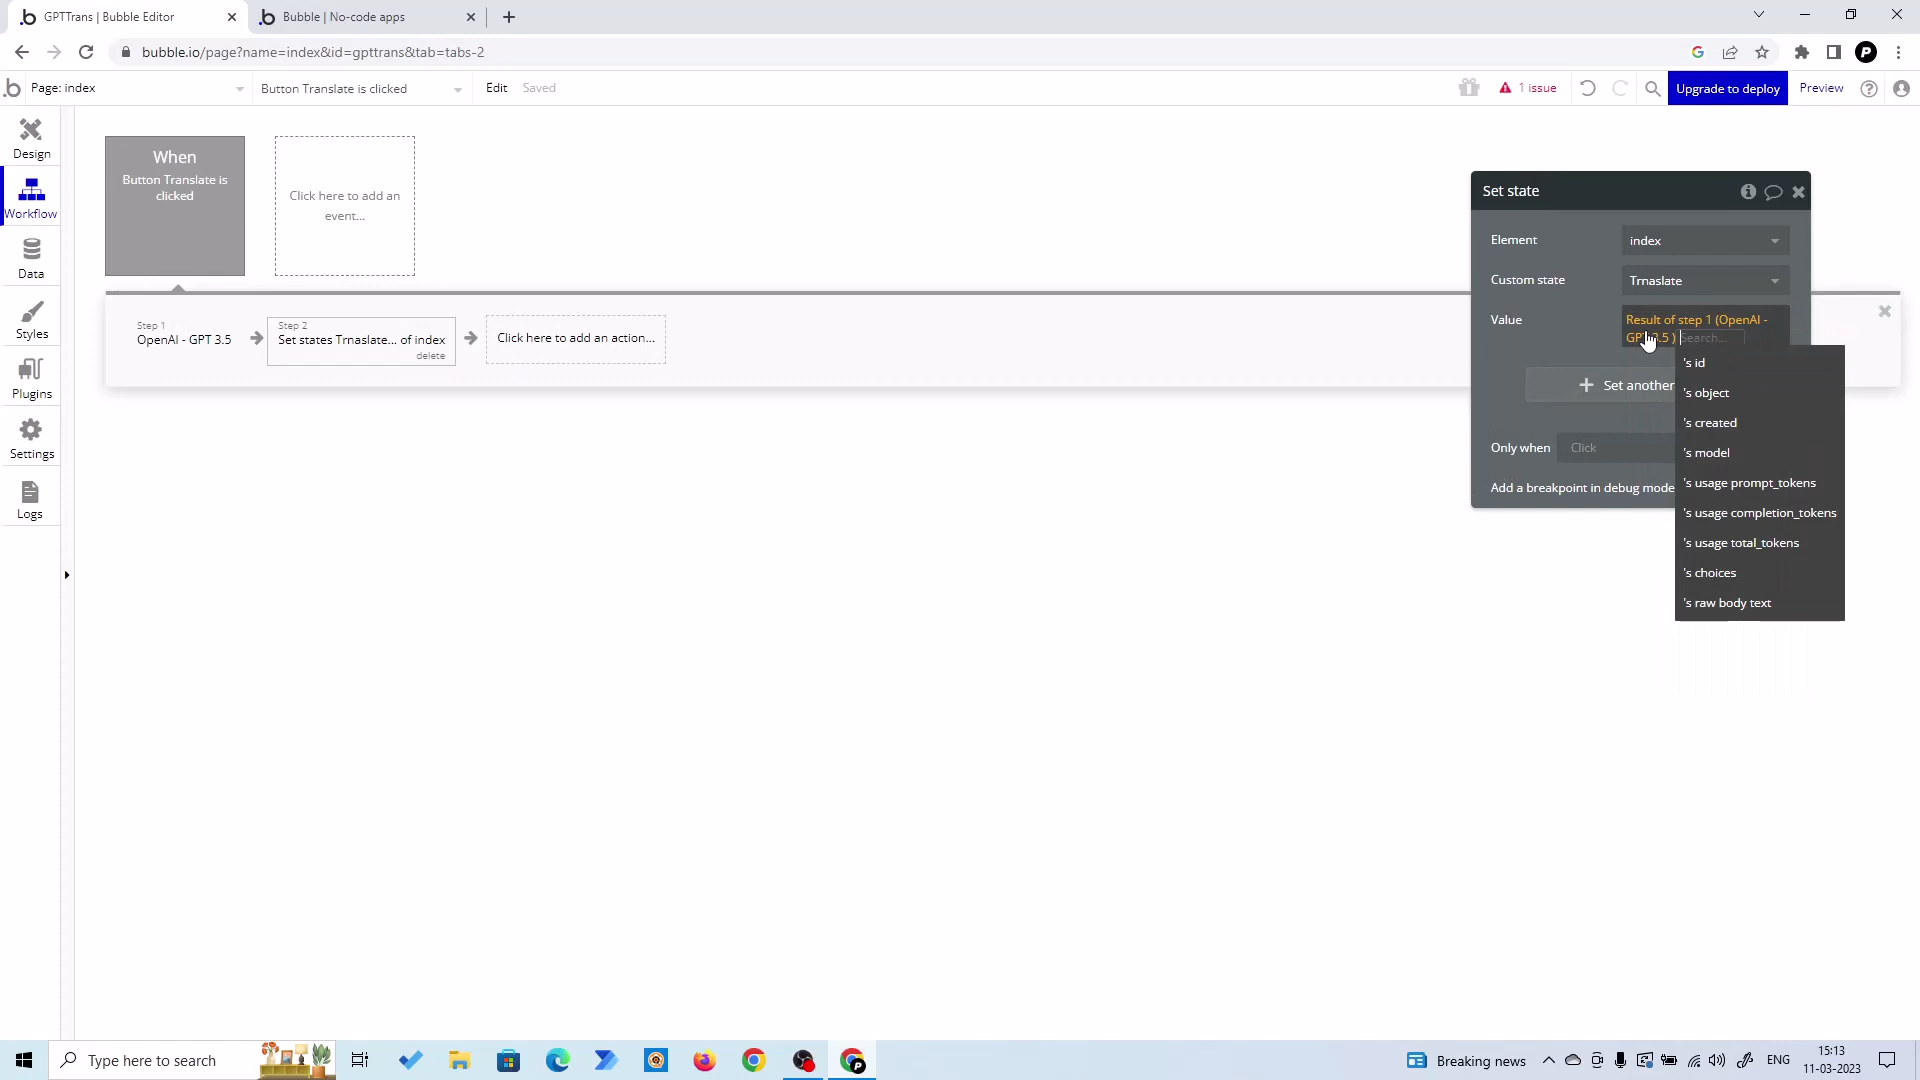 GPTTrans | Bubble Editor
Bubble | No-code apps
bubble.io/page?name=index&id=gpttrans&tab=tabs-2
Page: index
Button Translate is clicked
Edit
Saved
1 issue
Upgrade to deploy
Preview
Design
Workflow
Data
Styles
Plugins
Settings
Logs
When
Button Translate is
clicked
Click here to add an
event...
Step 1
OpenAI - GPT 3.5
Step 2
Set states Trnaslate... of index
delete
Click here to add an action...
Set state
Element
index
Custom state
Trnaslate
Value
Result of step 1 (OpenAI -
GPT 3.5 )
Search...
Set another
Only when
Click
Add a breakpoint in debug mode
's id
's object
's created
's model
's usage prompt_tokens
's usage completion_tokens
's usage total_tokens
's choices
's raw body text
Type here to search
Breaking news
ENG
15:13
11-03-2023